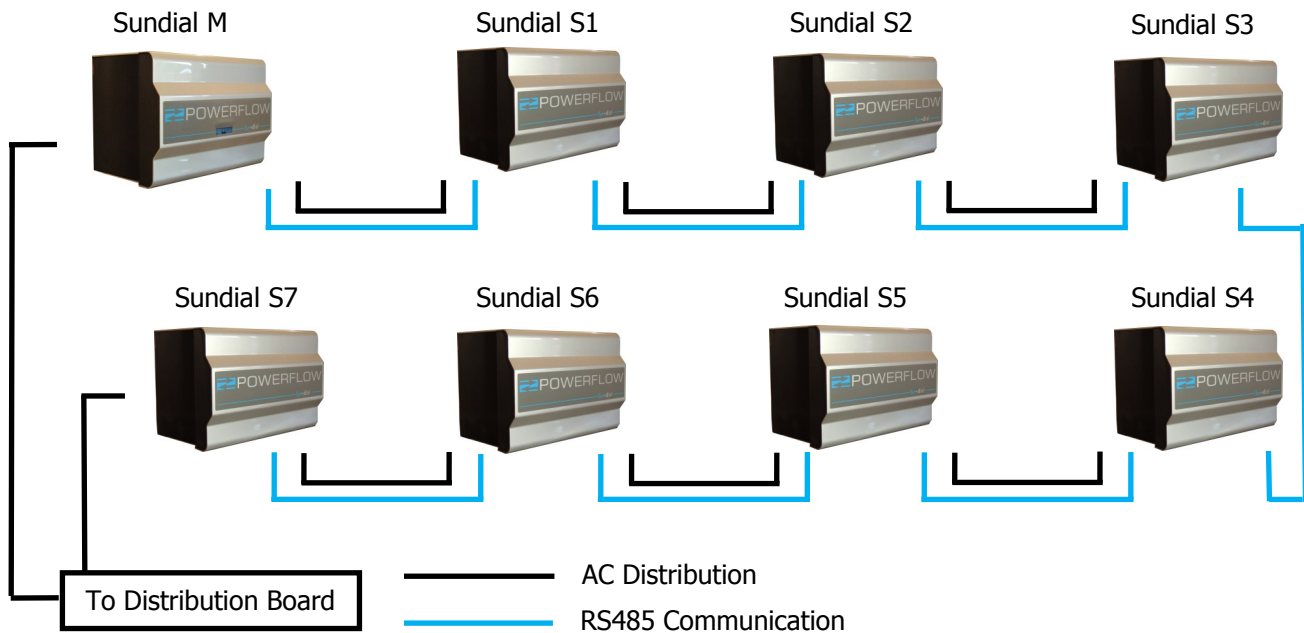 Sundial M
Sundial S1
Sundial S2
Sundial S3
POWERFLOW
POWERFLOW
POWERFLOW
POWERFLOW
Sundial S7
Sundial S6
Sundial S5
Sundial S4
POWERFLOW
POWERFLOW
POWERFLOW
POWERFLOW
To Distribution Board
AC Distribution
RS485 Communication